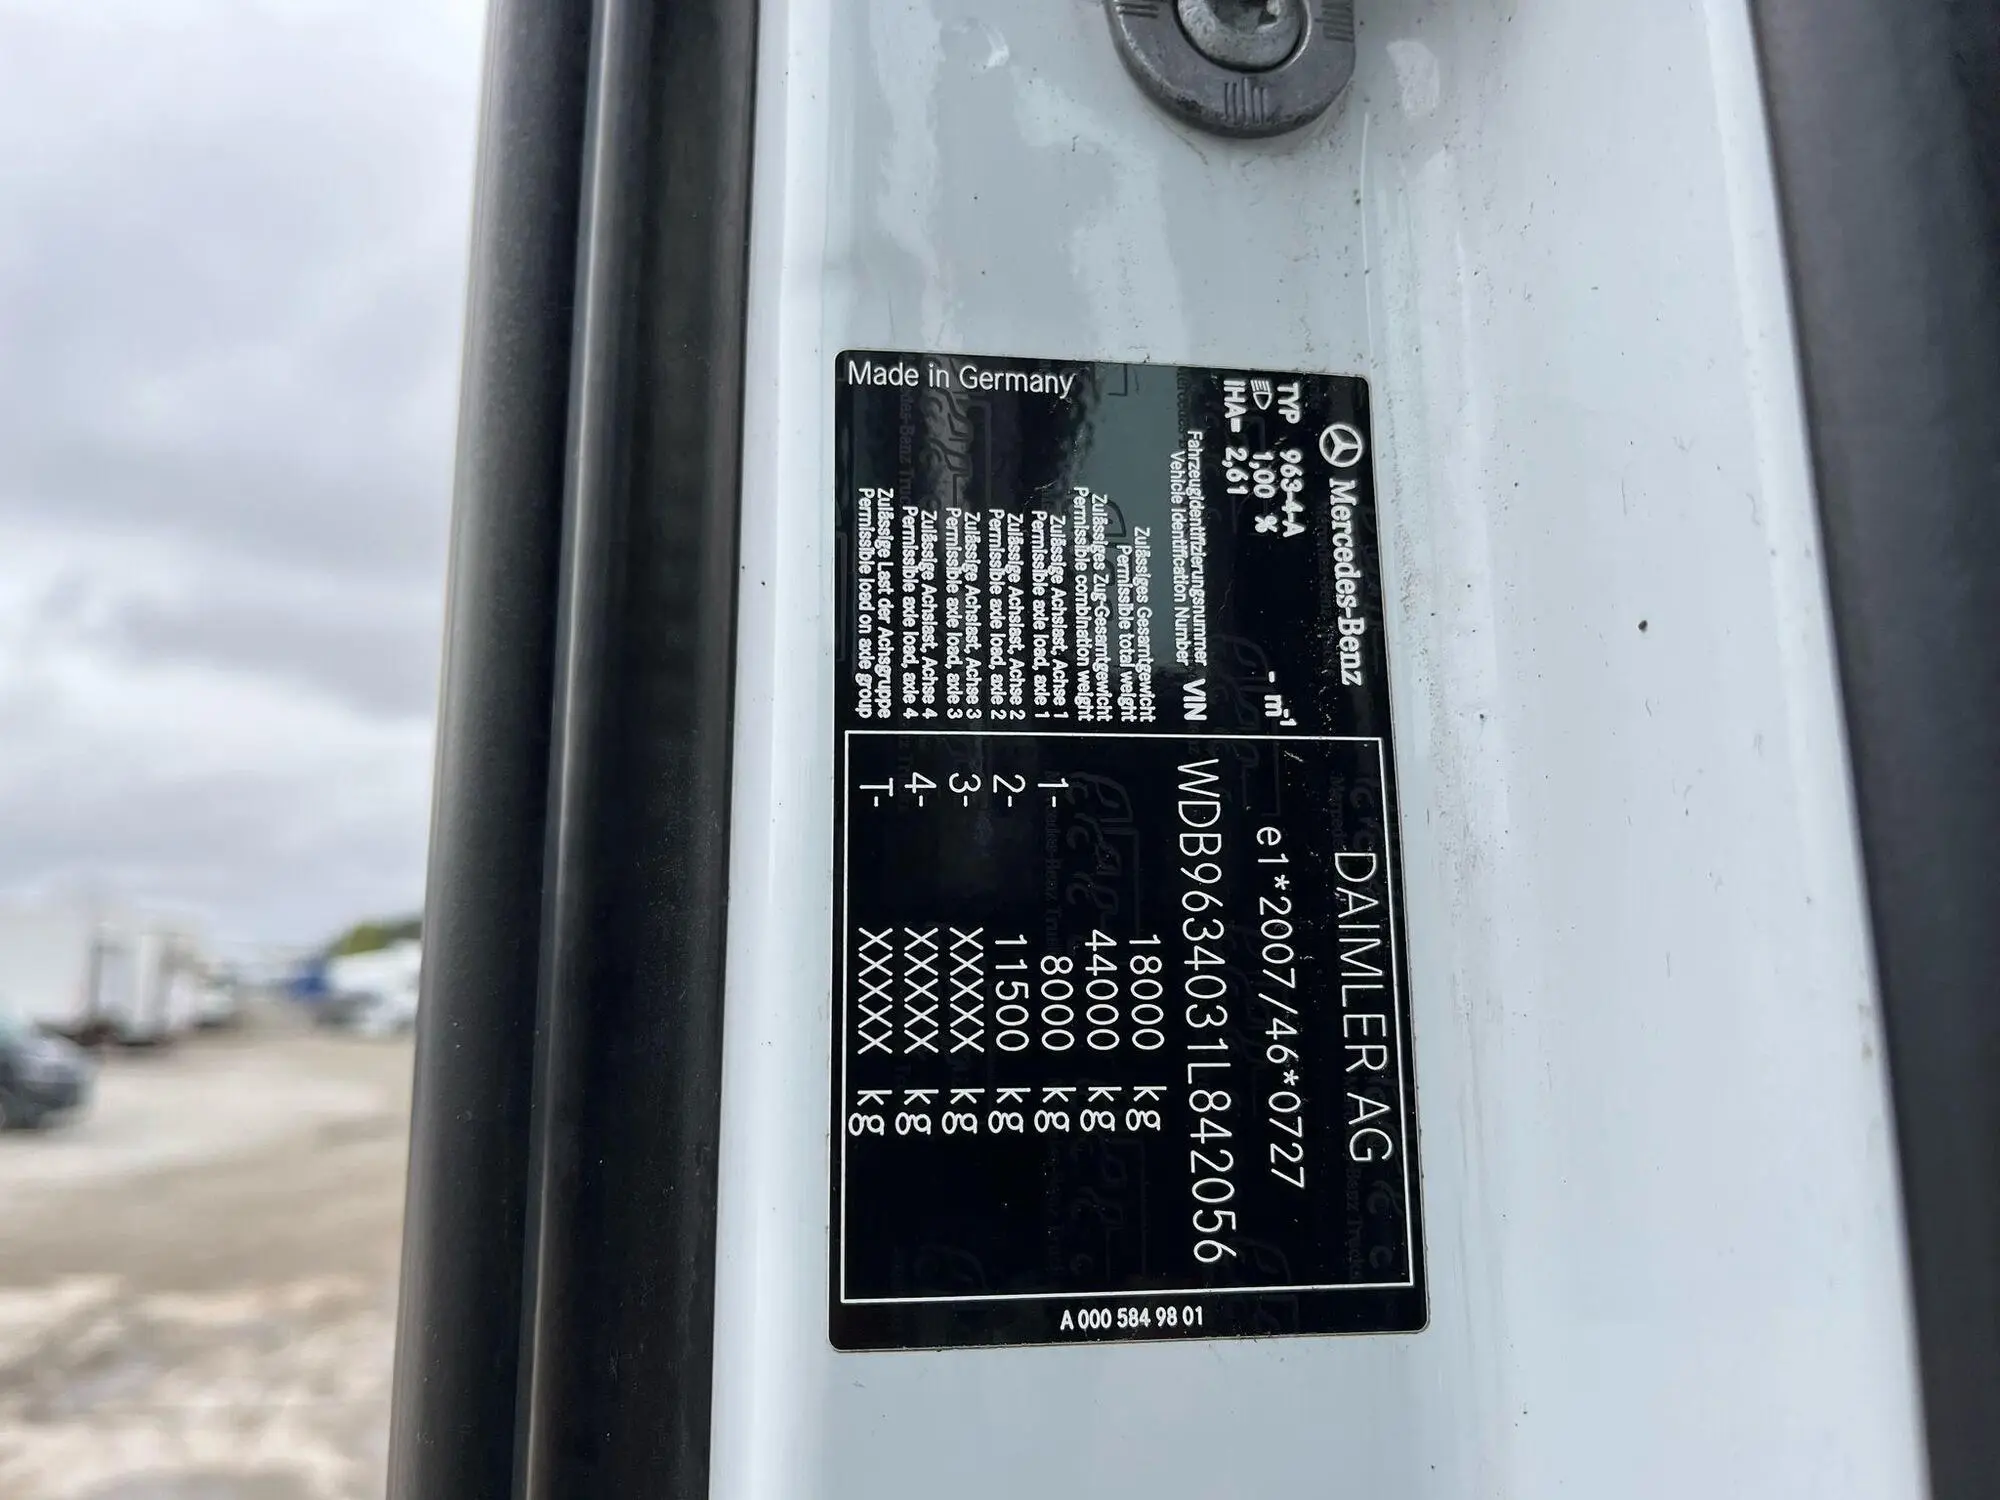 Mercedes-Benz
DAIMLER AG
TYP 963-4-A
1,00 % - m-1
e1*2007/46*0727
IHA= 2,61
Fahrzeugidentifizierungsnummer
Vehicle Identification Number
VIN
WDB9634031L842056
Zulässiges Gesamtgewicht
Permissible total weight
18000 kg
Zulässiges Zug-Gesamtgewicht
Permissible combination weight
44000 kg
Zulässige Achslast, Achse 1
Permissible axle load, axle 1
1- 8000 kg
Zulässige Achslast, Achse 2
Permissible axle load, axle 2
2- 11500 kg
Zulässige Achslast, Achse 3
Permissible axle load, axle 3
3- XXXXX kg
Zulässige Achslast, Achse 4
Permissible axle load, axle 4
4- XXXXX kg
Zulässige Last der Achsgruppe
Permissible load on axle group
T- XXXXX kg
Made in Germany
A 000 584 98 01